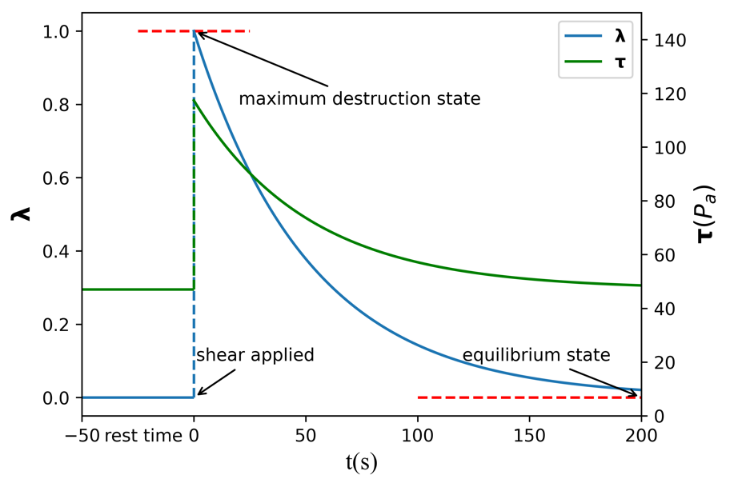 1.0
0.8
0.6
0.4
0.2
0.0
λ
λ
τ
maximum destruction state
shear applied
equilibrium state
140
120
100
80
60
40
20
0
τ(Pa)
−50 rest time 0 50 100 150 200
t(s)